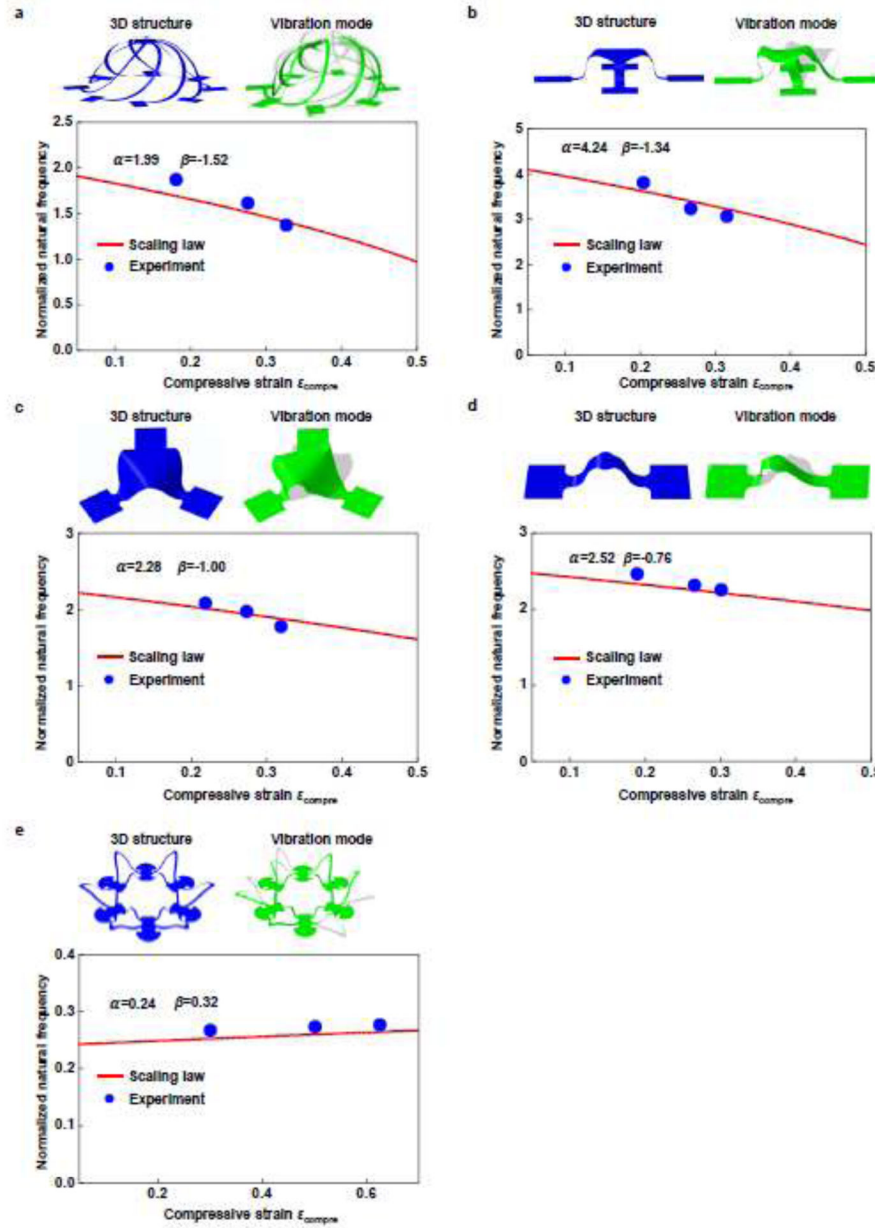 a
3D structure Vibration mode
2.5
α=1.99 β=-1.52
2.0
1.5
Scaling law
1.0
Experiment
0.5
0.0
0.1 0.2 0.3 0.4 0.5
Normalized natural frequency
Compressive strain εcompre
b
3D structure Vibration mode
5
α=4.24 β=-1.34
4
3
Scaling law
2
Experiment
1
0
0.1 0.2 0.3 0.4 0.5
Normalized natural frequency
Compressive strain εcompre
c
3D structure Vibration mode
3
α=2.28 β=-1.00
2
Scaling law
Experiment
1
0
0.1 0.2 0.3 0.4 0.5
Normalized natural frequency
Compressive strain εcompre
d
3D structure Vibration mode
3
α=2.52 β=-0.76
2
Scaling law
Experiment
1
0
0.1 0.2 0.3 0.4 0.5
Normalized natural frequency
Compressive strain εcompre
e
3D structure Vibration mode
0.4
α=0.24 β=0.32
0.3
0.2
Scaling law
Experiment
0.1
0.0
0.2 0.4 0.6
Normalized natural frequency
Compressive strain εcompre